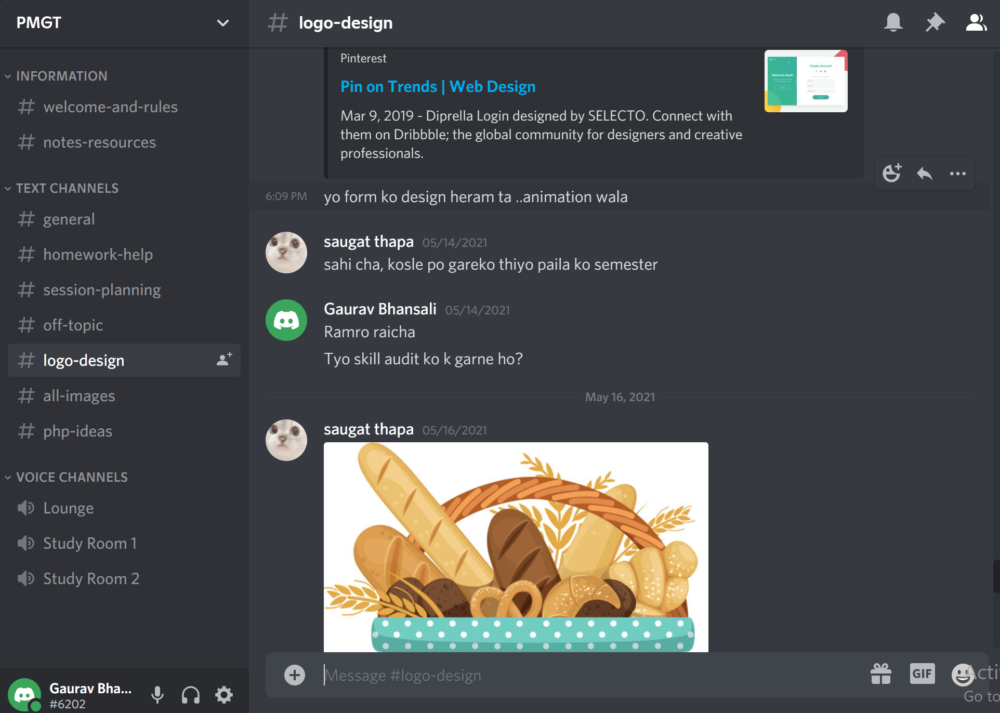 PMGT
INFORMATION
welcome-and-rules
notes-resources
TEXT CHANNELS
general
homework-help
session-planning
off-topic
logo-design
all-images
php-ideas
VOICE CHANNELS
Lounge
Study Room 1
Study Room 2
Gaurav Bha...
#6202
logo-design
Pinterest
Pin on Trends | Web Design
Mar 9, 2019 - Diprella Login designed by SELECTO. Connect with
them on Dribbble; the global community for designers and creative
professionals.
Welcome Back!
Create Account
6:09 PM yo form ko design heram ta ..animation wala
saugat thapa 05/14/2021
sahi cha, kosle po gareko thiyo paila ko semester
Gaurav Bhansali 05/14/2021
Ramro raicha
Tyo skill audit ko k garne ho?
May 16, 2021
saugat thapa 05/16/2021
Message #logo-design
GIF
Acti
Go to